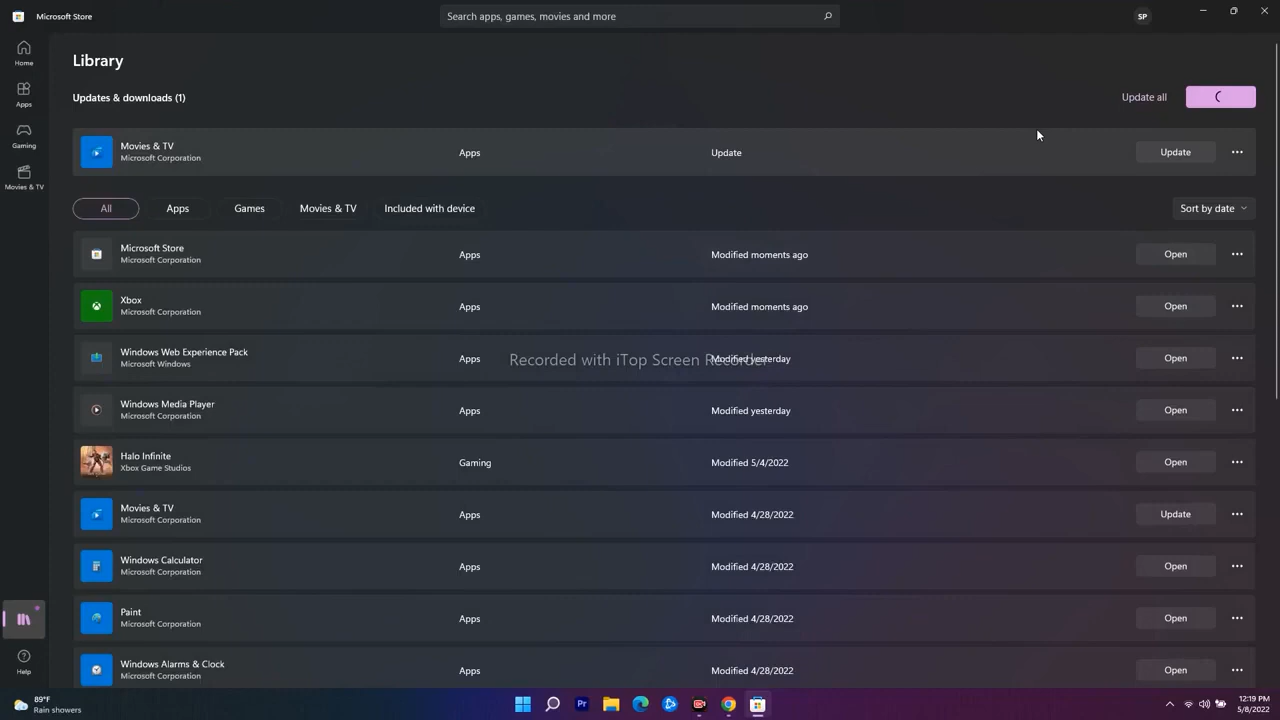 Microsoft Store
Search apps, games, movies and more
SP
Home
Library
Apps
Updates & downloads (1)
Update all
Gaming
Movies & TV
Microsoft Corporation
Apps
Update
Update
Movies & TV
All
Apps
Games
Movies & TV
Included with device
Sort by date
Microsoft Store
Microsoft Corporation
Apps
Modified moments ago
Open
Xbox
Microsoft Corporation
Apps
Modified moments ago
Open
Windows Web Experience Pack
Microsoft Windows
Apps
Modified yesterday
Open
Recorded with iTop Screen Recorder
Windows Media Player
Microsoft Corporation
Apps
Modified yesterday
Open
Halo Infinite
Xbox Game Studios
Gaming
Modified 5/4/2022
Open
Movies & TV
Microsoft Corporation
Apps
Modified 4/28/2022
Update
Windows Calculator
Microsoft Corporation
Apps
Modified 4/28/2022
Open
Paint
Microsoft Corporation
Apps
Modified 4/28/2022
Open
Windows Alarms & Clock
Microsoft Corporation
Apps
Modified 4/28/2022
Open
Help
89°F
Rain showers
Pr
12:19 PM
5/8/2022